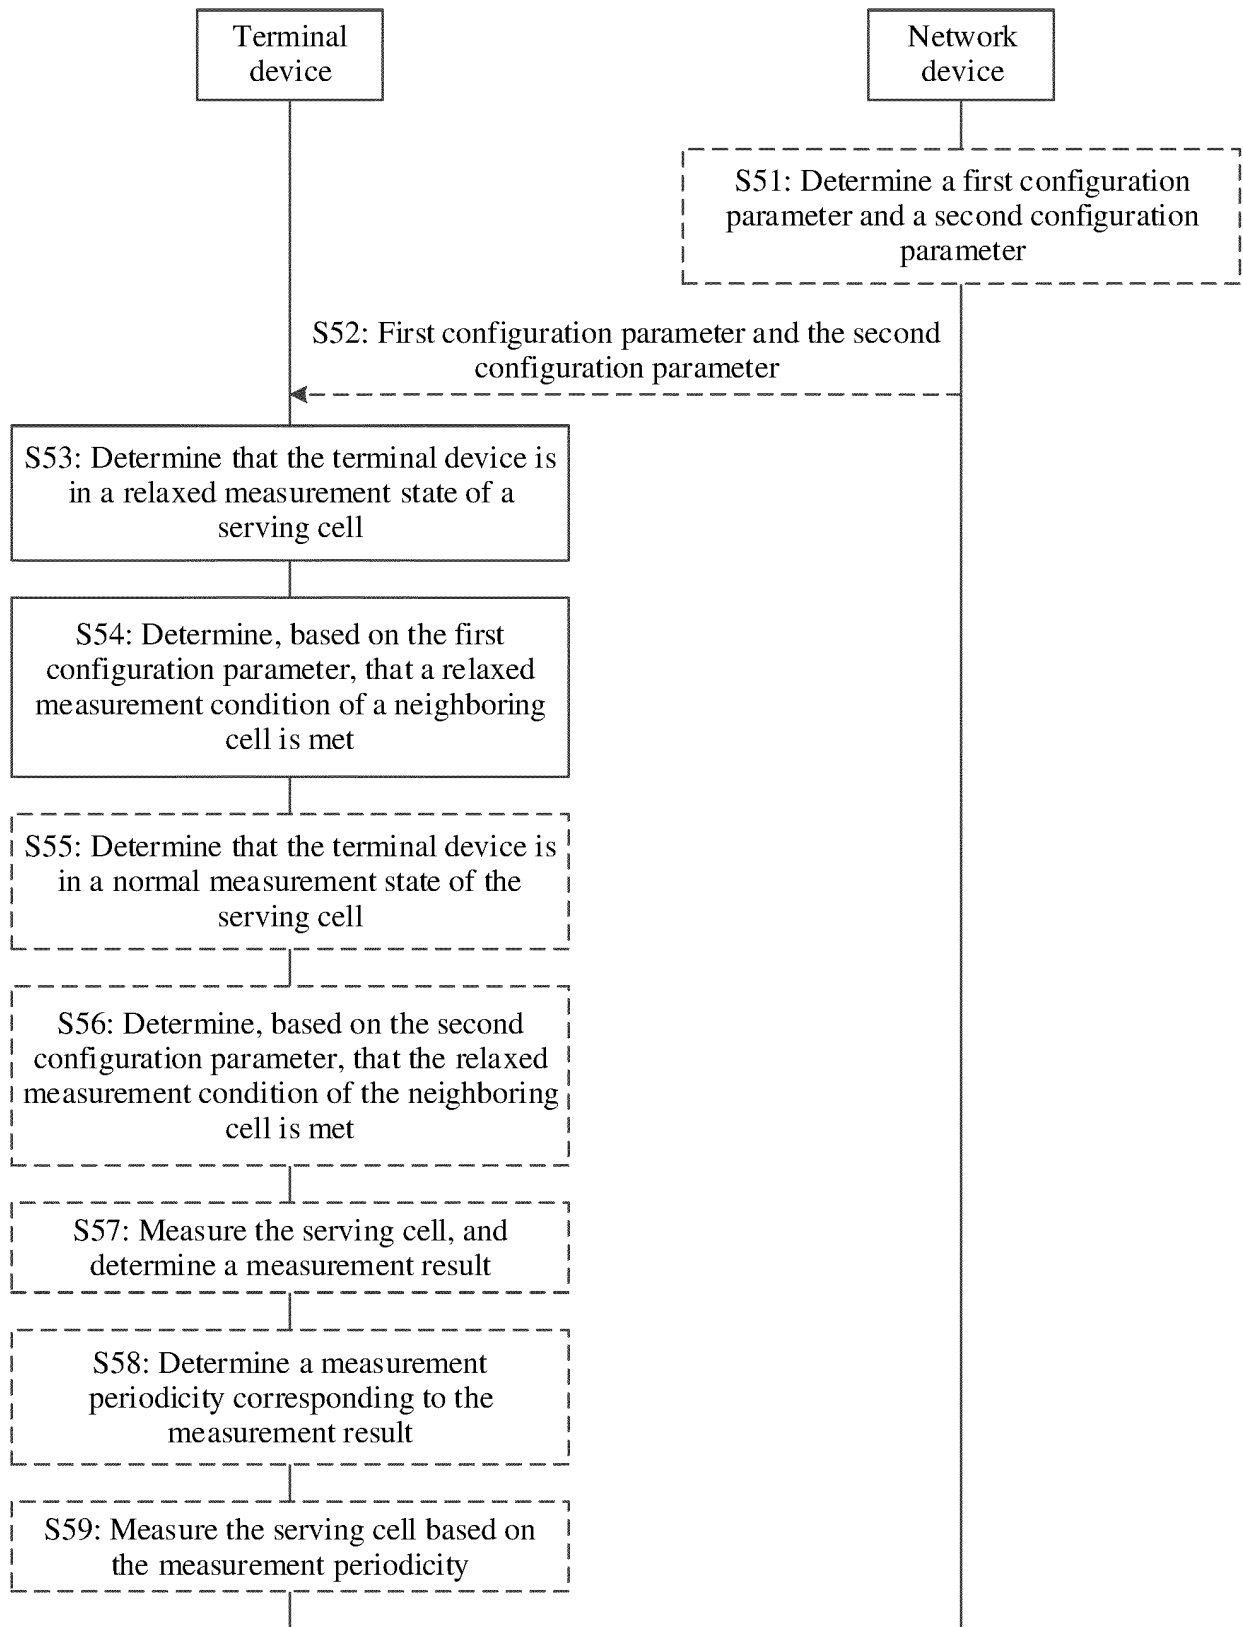 Terminal
device
Network
device
S51: Determine a first configuration
parameter and a second configuration
parameter
S52: First configuration parameter and the second
configuration parameter
S53: Determine that the terminal device is
in a relaxed measurement state of a
serving cell
S54: Determine, based on the first
configuration parameter, that a relaxed
measurement condition of a neighboring
cell is met
S55: Determine that the terminal device is
in a normal measurement state of the
serving cell
S56: Determine, based on the second
configuration parameter, that the relaxed
measurement condition of the neighboring
cell is met
S57: Measure the serving cell, and
determine a measurement result
S58: Determine a measurement
periodicity corresponding to the
measurement result
S59: Measure the serving cell based on
the measurement periodicity